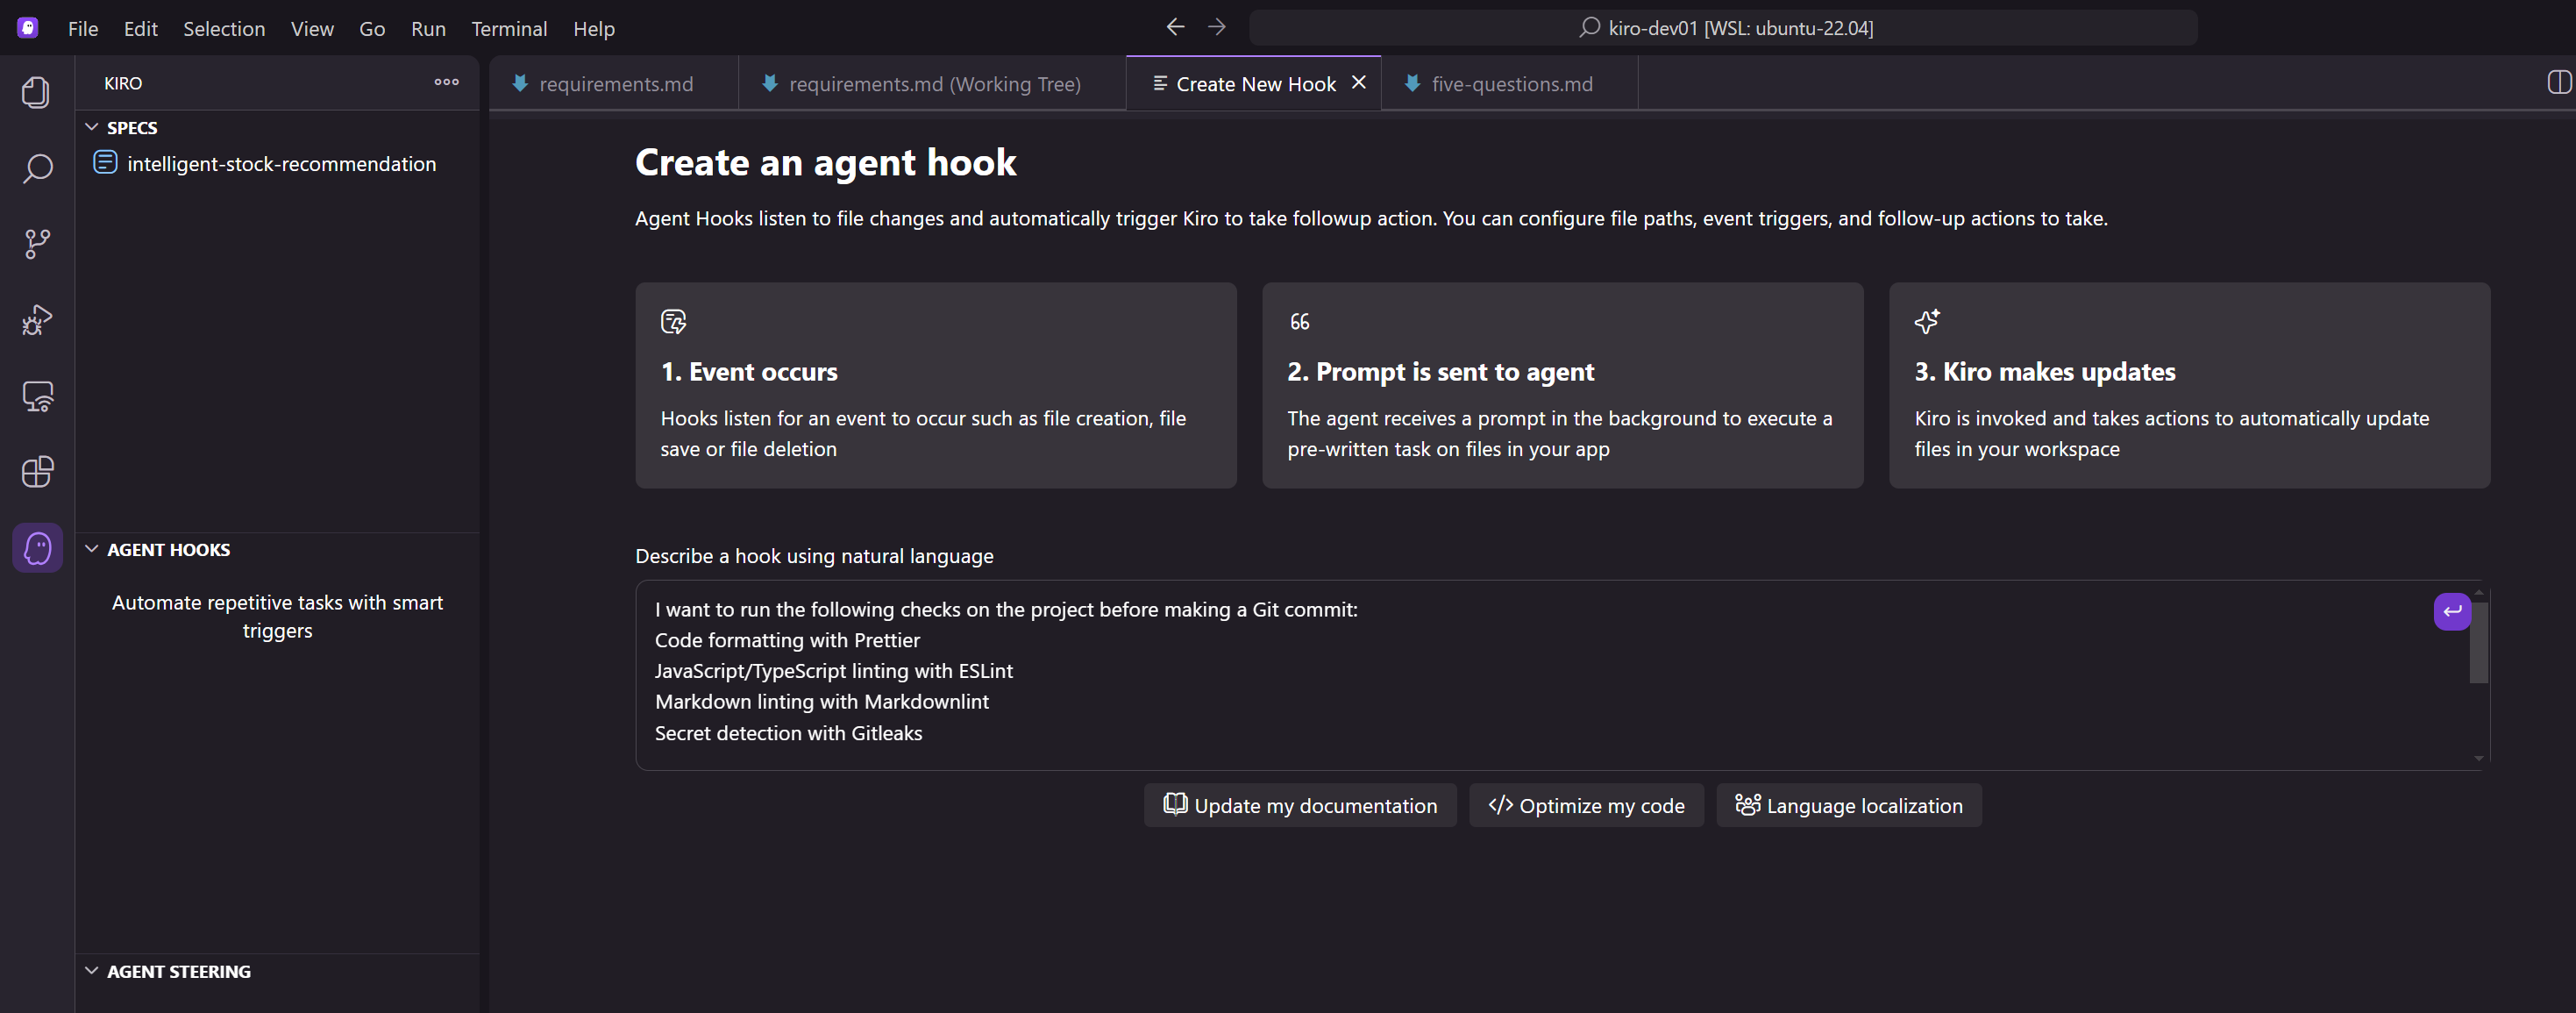 File Edit Selection View Go Run Terminal Help
kiro-dev01 [WSL: ubuntu-22.04]
KIRO
requirements.md
requirements.md (Working Tree)
Create New Hook
five-questions.md
SPECS
intelligent-stock-recommendation
AGENT HOOKS
Automate repetitive tasks with smart
triggers
AGENT STEERING
Create an agent hook
Agent Hooks listen to file changes and automatically trigger Kiro to take followup action. You can configure file paths, event triggers, and follow-up actions to take.
1. Event occurs
Hooks listen for an event to occur such as file creation, file
save or file deletion
2. Prompt is sent to agent
The agent receives a prompt in the background to execute a
pre-written task on files in your app
3. Kiro makes updates
Kiro is invoked and takes actions to automatically update
files in your workspace
Describe a hook using natural language
I want to run the following checks on the project before making a Git commit:
Code formatting with Prettier
JavaScript/TypeScript linting with ESLint
Markdown linting with Markdownlint
Secret detection with Gitleaks
Update my documentation
Optimize my code
Language localization